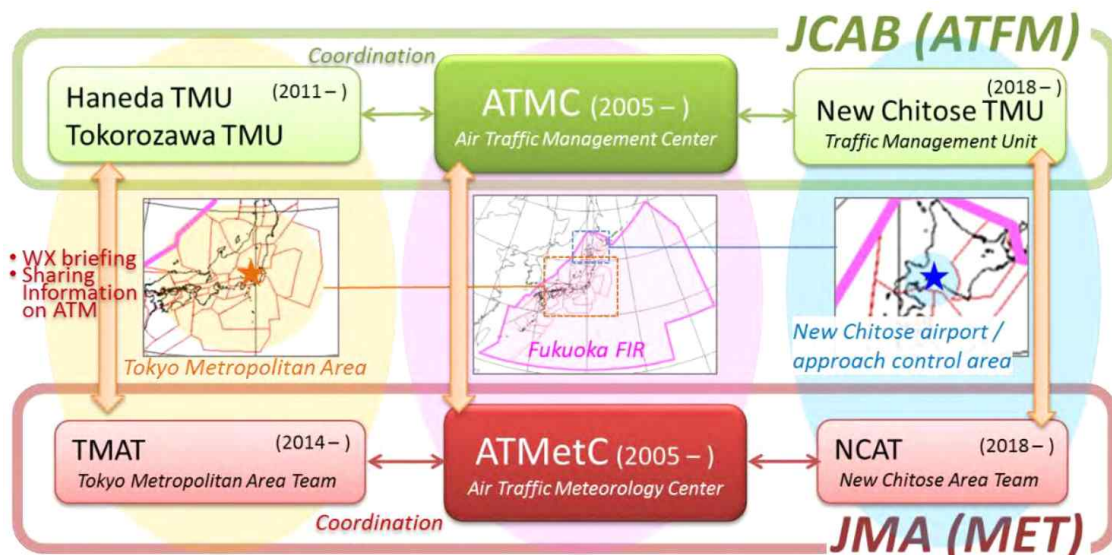 JCAB (ATFM)
Coordination
Haneda TMU (2011 – )
Tokorozawa TMU
ATMC (2005 – )
Air Traffic Management Center
(2018 – )
New Chitose TMU
Traffic Management Unit
• WX briefing
• Sharing
Information
on ATM
Tokyo Metropolitan Area
Fukuoka FIR
New Chitose airport /
approach control area
TMAT (2014 – )
Tokyo Metropolitan Area Team
ATMetC (2005 – )
Air Traffic Meteorology Center
NCAT (2018 – )
New Chitose Area Team
Coordination
JMA (MET)